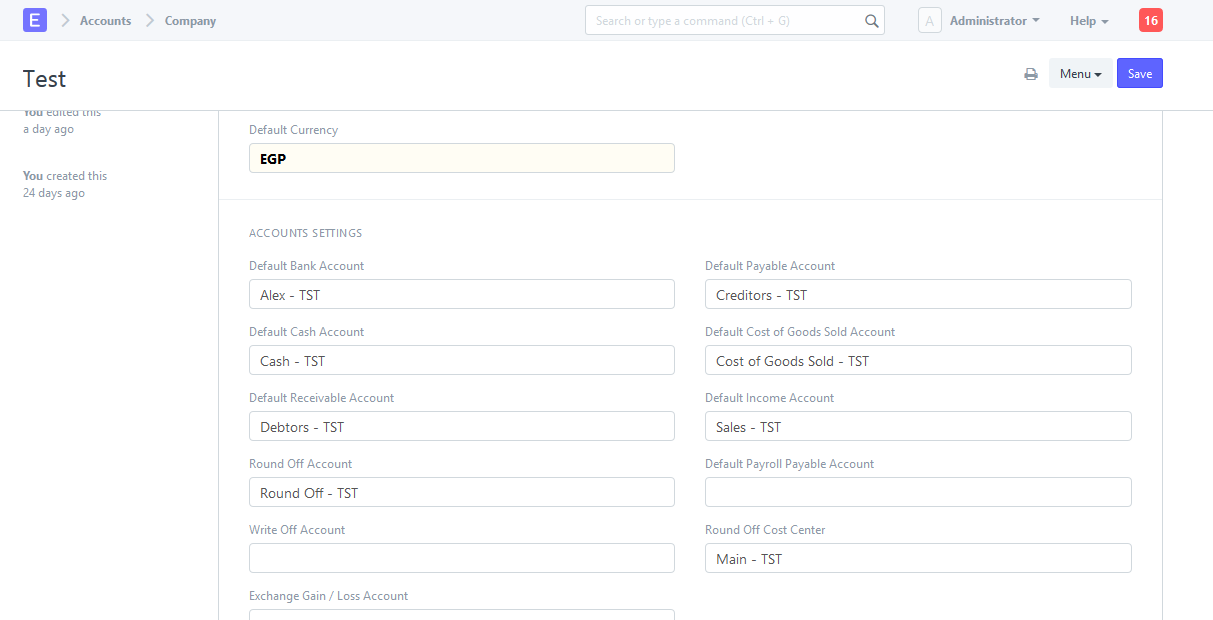 E
Accounts
Company
Search or type a command (Ctrl + G)
A
Administrator
Help
16
Test
Menu
Save
You edited this
a day ago
You created this
24 days ago
Default Currency
EGP
ACCOUNTS SETTINGS
Default Bank Account
Alex - TST
Default Payable Account
Creditors - TST
Default Cash Account
Cash - TST
Default Cost of Goods Sold Account
Cost of Goods Sold - TST
Default Receivable Account
Debtors - TST
Default Income Account
Sales - TST
Round Off Account
Round Off - TST
Default Payroll Payable Account
Write Off Account
Round Off Cost Center
Main - TST
Exchange Gain / Loss Account